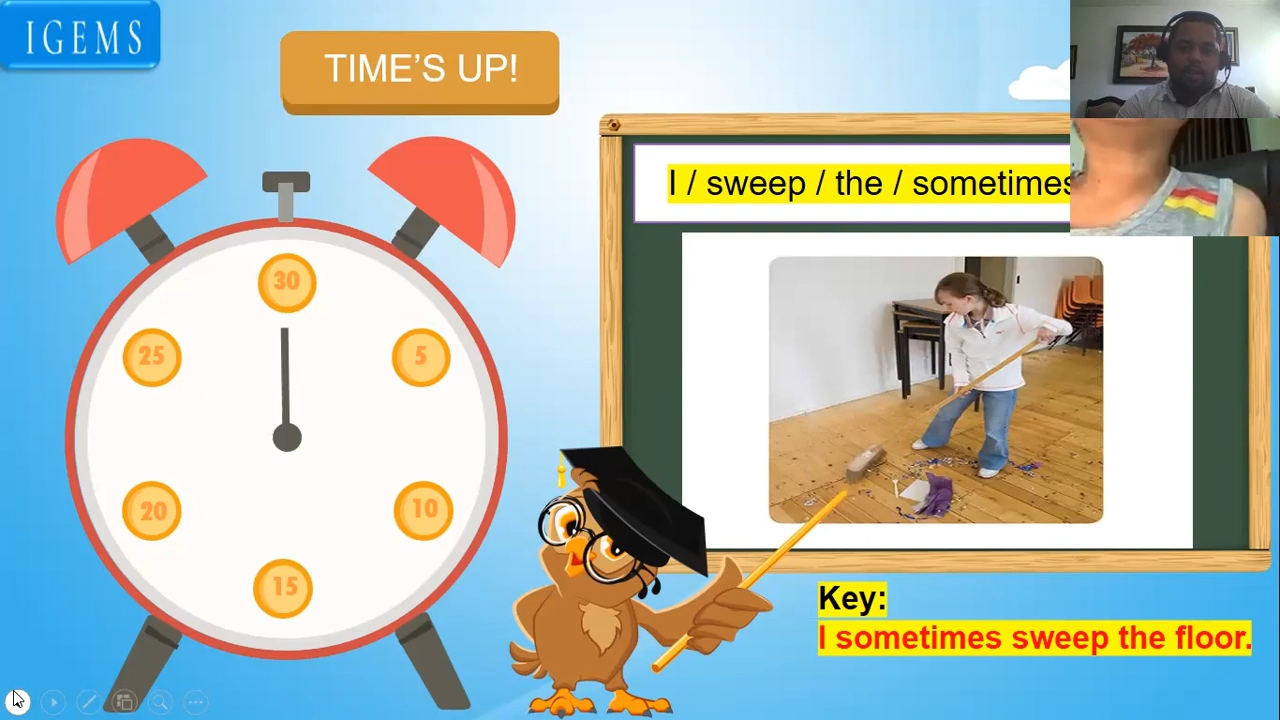 IGEMS
TIME'S UP!
I / sweep / the / sometimes
30
25
5
20
10
15
Key:
I sometimes sweep the floor.